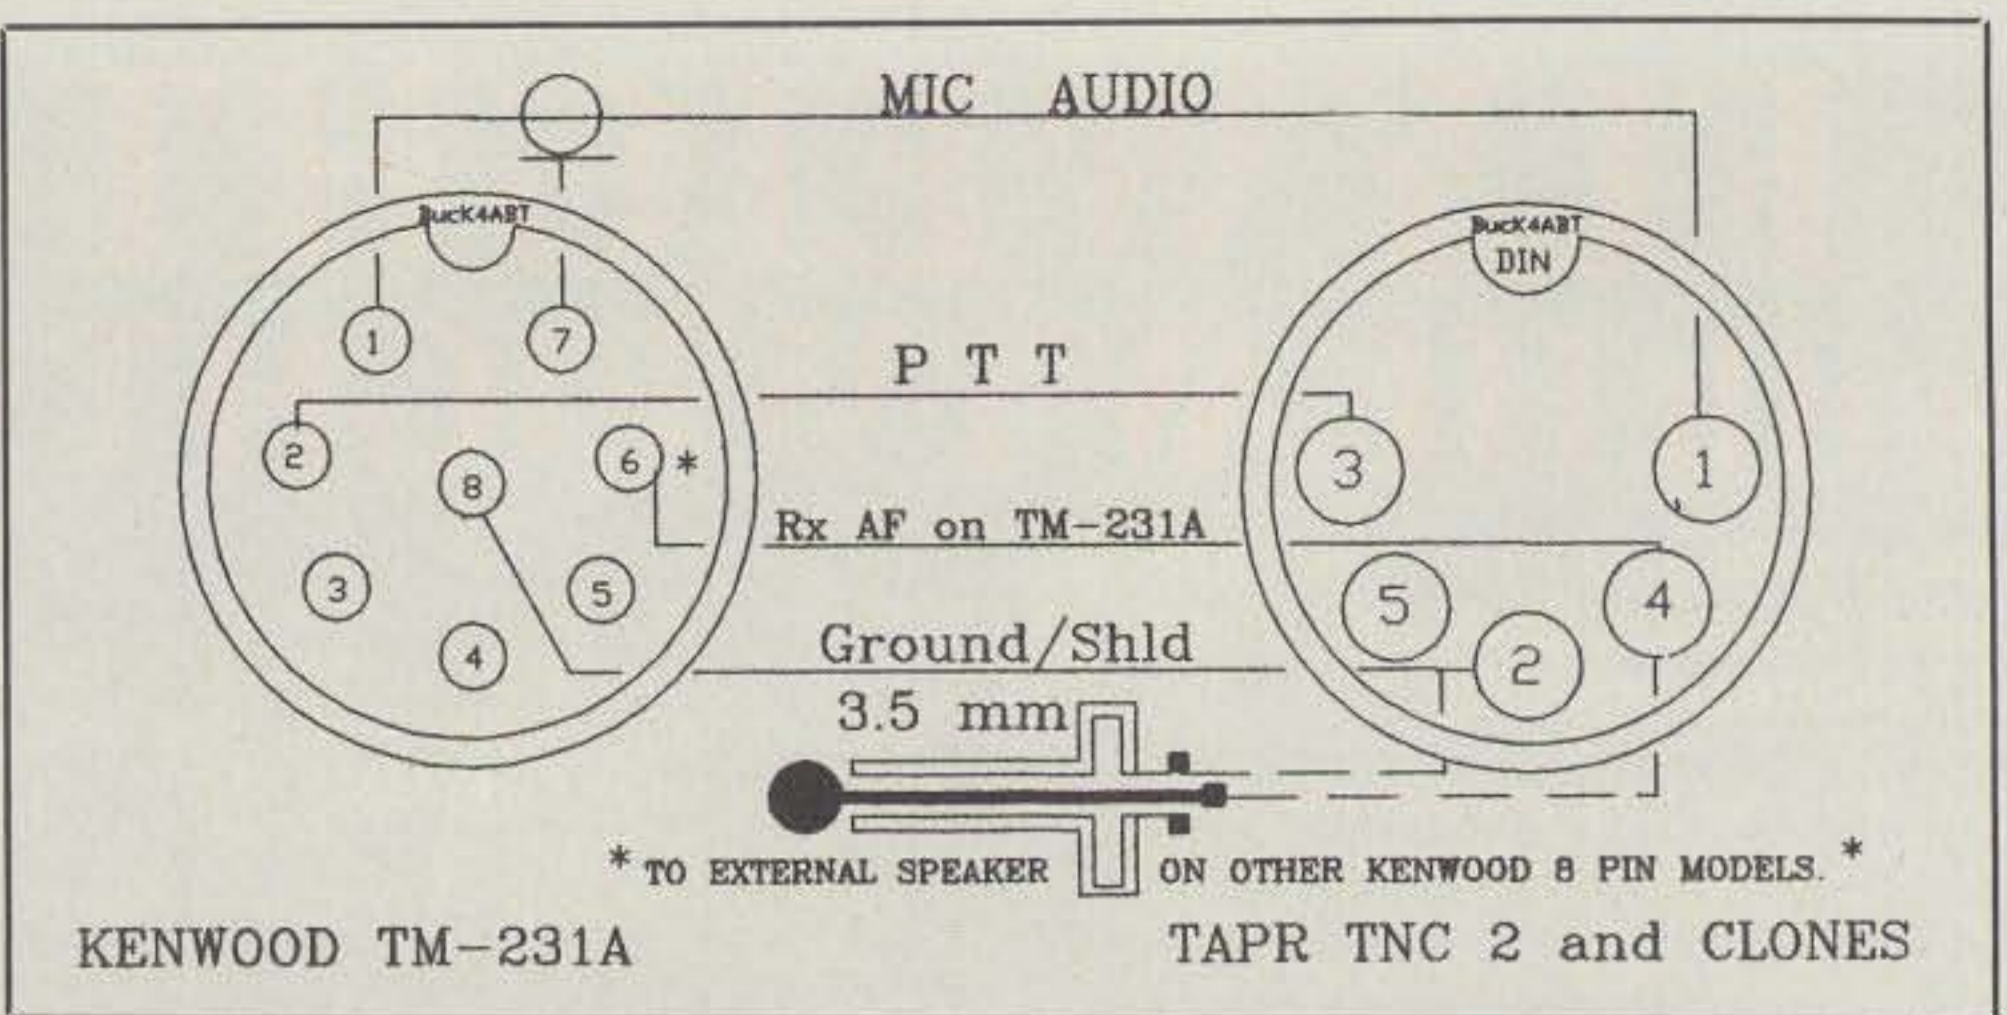 MIC AUDIO
BucK4ABT
BucK4ABT
DIN
1
7
P T T
2
8
6 *
3
1
Rx AF on TM-231A
3
5
5
4
4
2
Ground/Shld
3.5 mm
* TO EXTERNAL SPEAKER ON OTHER KENWOOD 8 PIN MODELS. *
KENWOOD TM-231A
TAPR TNC 2 and CLONES